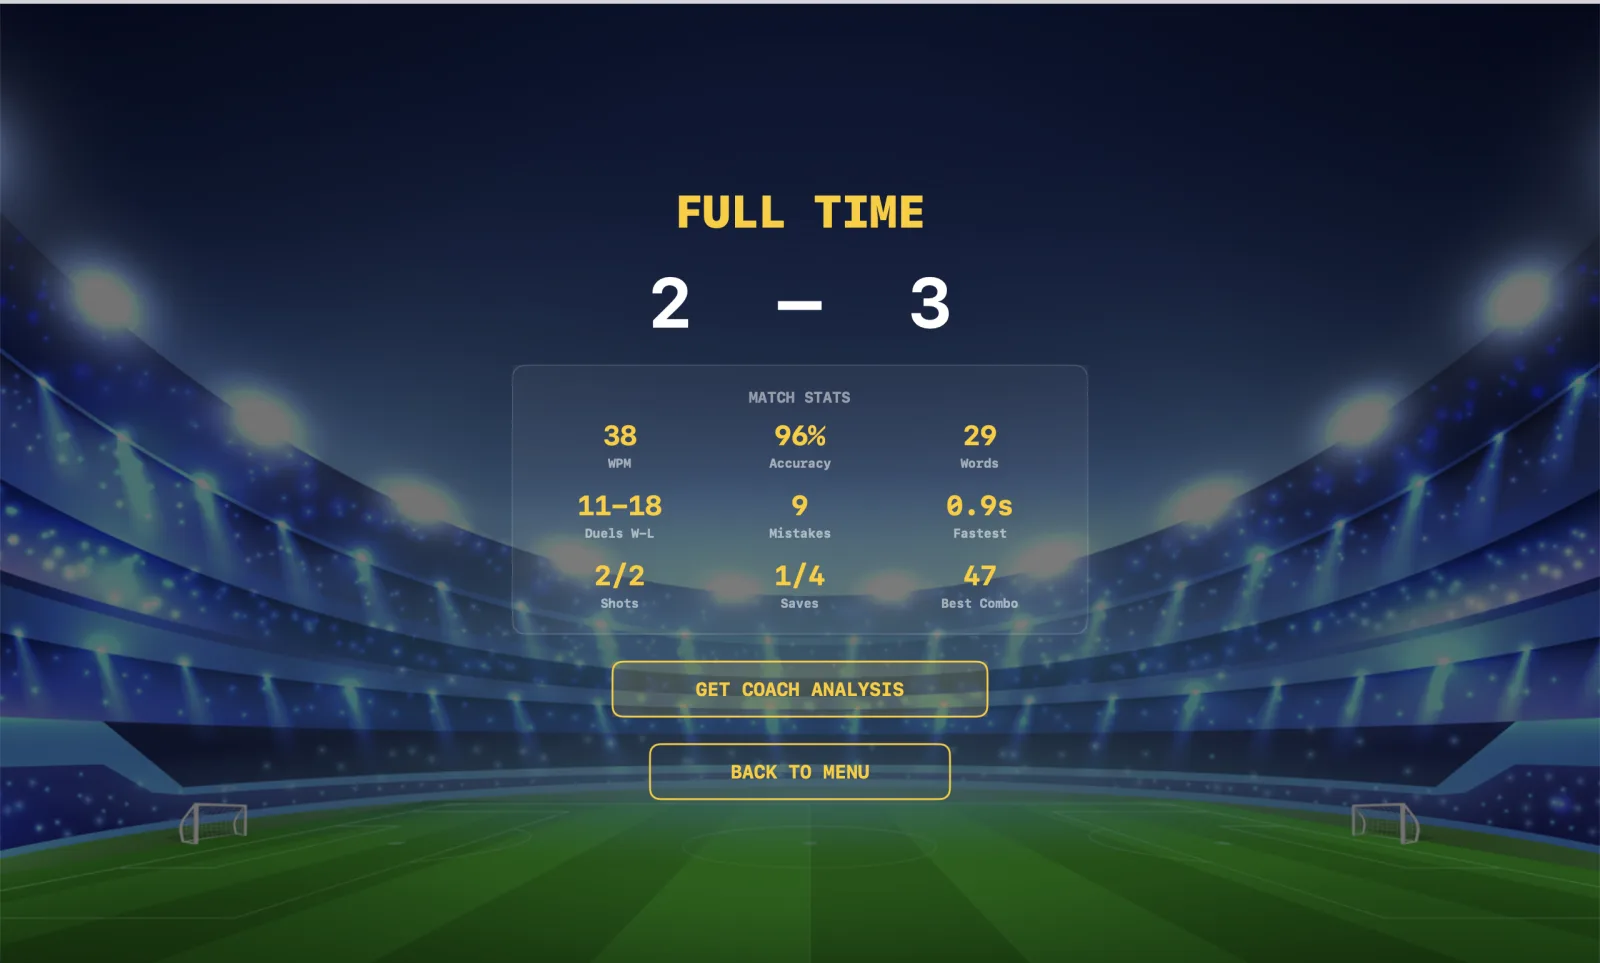 FULL TIME
2 – 3
MATCH STATS
38 96% 29
WPM Accuracy Words
11–18 9 0.9s
Duels W–L Mistakes Fastest
2/2 1/4 47
Shots Saves Best Combo
GET COACH ANALYSIS
BACK TO MENU